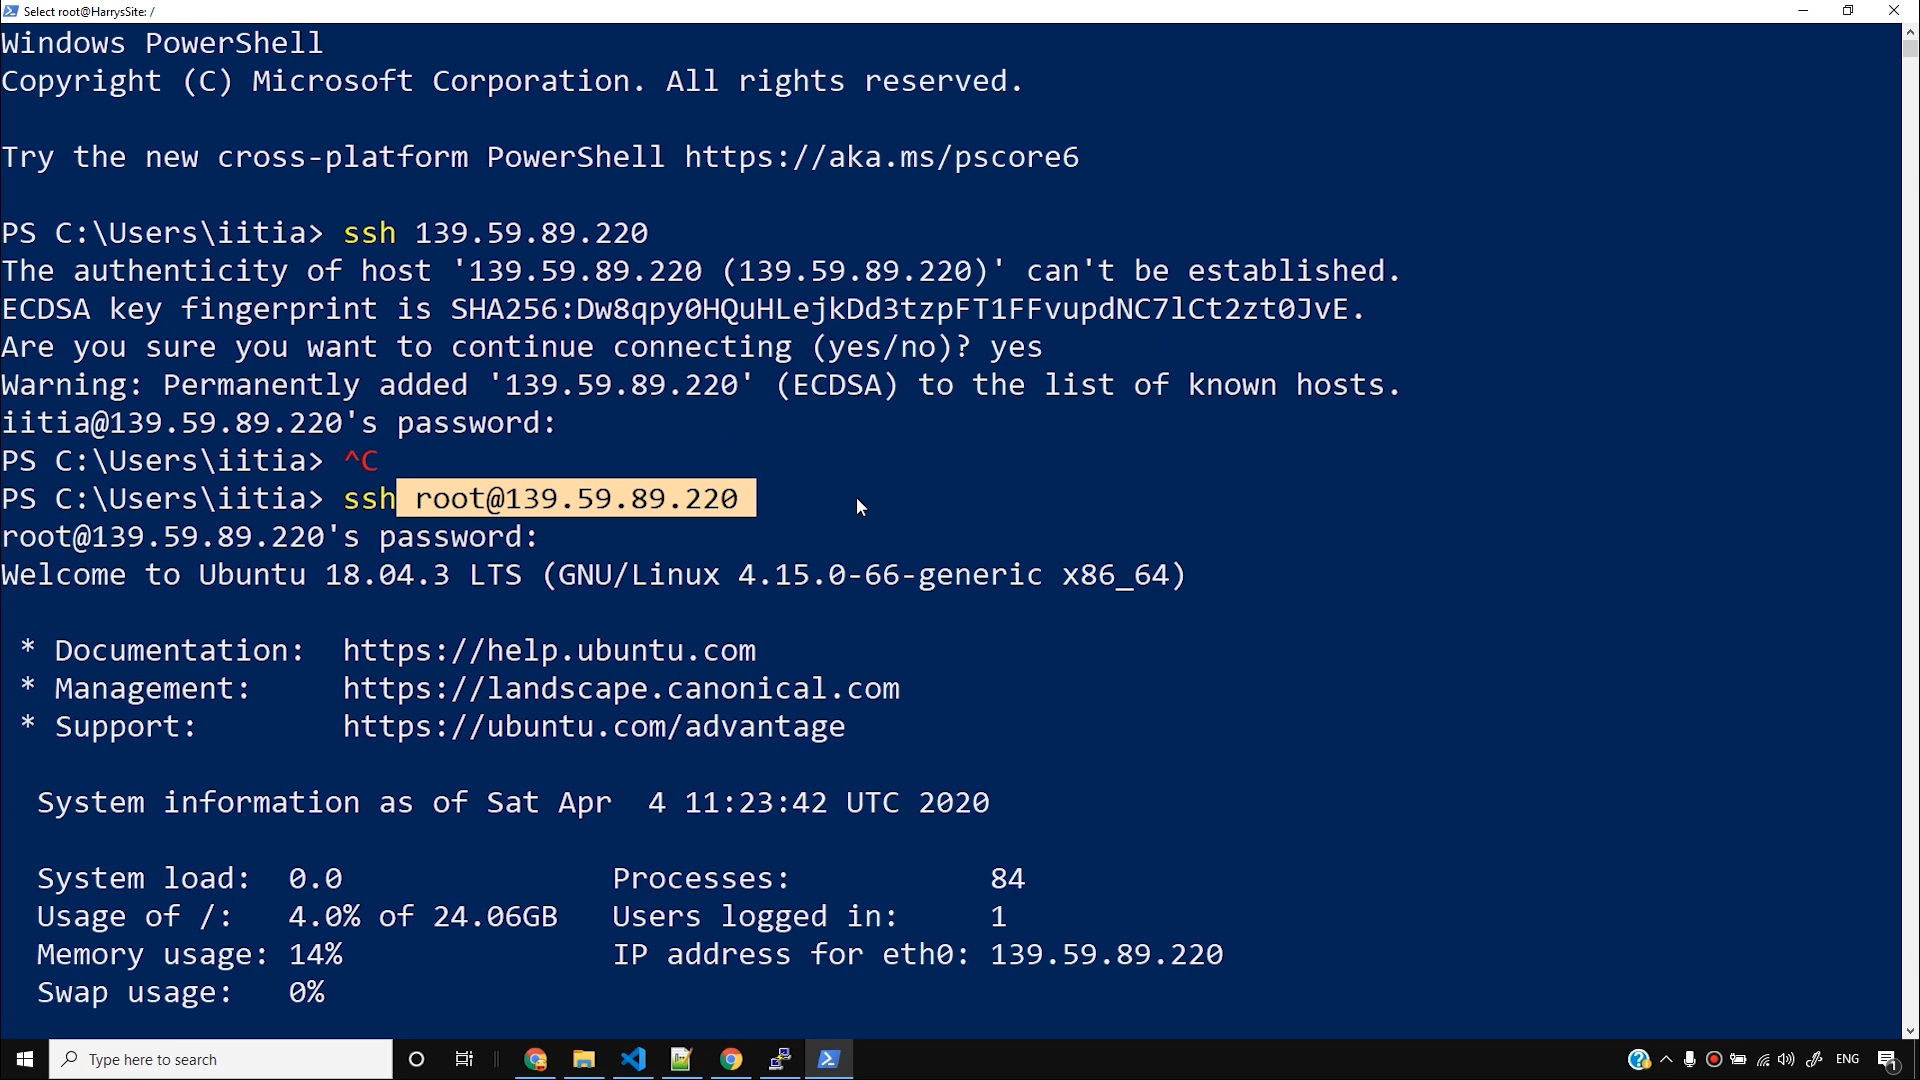 Select root@HarrysSite: /
Windows PowerShell
Copyright (C) Microsoft Corporation. All rights reserved.
Try the new cross-platform PowerShell https://aka.ms/pscore6
PS C:\Users\iitia> ssh 139.59.89.220
The authenticity of host '139.59.89.220 (139.59.89.220)' can't be established.
ECDSA key fingerprint is SHA256:Dw8qpy0HQuHLejkDd3tzpFT1FFvupdNC7lCt2zt0JvE.
Are you sure you want to continue connecting (yes/no)? yes
Warning: Permanently added '139.59.89.220' (ECDSA) to the list of known hosts.
iitia@139.59.89.220's password:
PS C:\Users\iitia> ^C
PS C:\Users\iitia> ssh root@139.59.89.220
root@139.59.89.220's password:
Welcome to Ubuntu 18.04.3 LTS (GNU/Linux 4.15.0-66-generic x86_64)
* Documentation: https://help.ubuntu.com
* Management: https://landscape.canonical.com
* Support: https://ubuntu.com/advantage
System information as of Sat Apr 4 11:23:42 UTC 2020
System load: 0.0 Processes: 84
Usage of /: 4.0% of 24.06GB Users logged in: 1
Memory usage: 14% IP address for eth0: 139.59.89.220
Swap usage: 0%
Type here to search
ENG
1